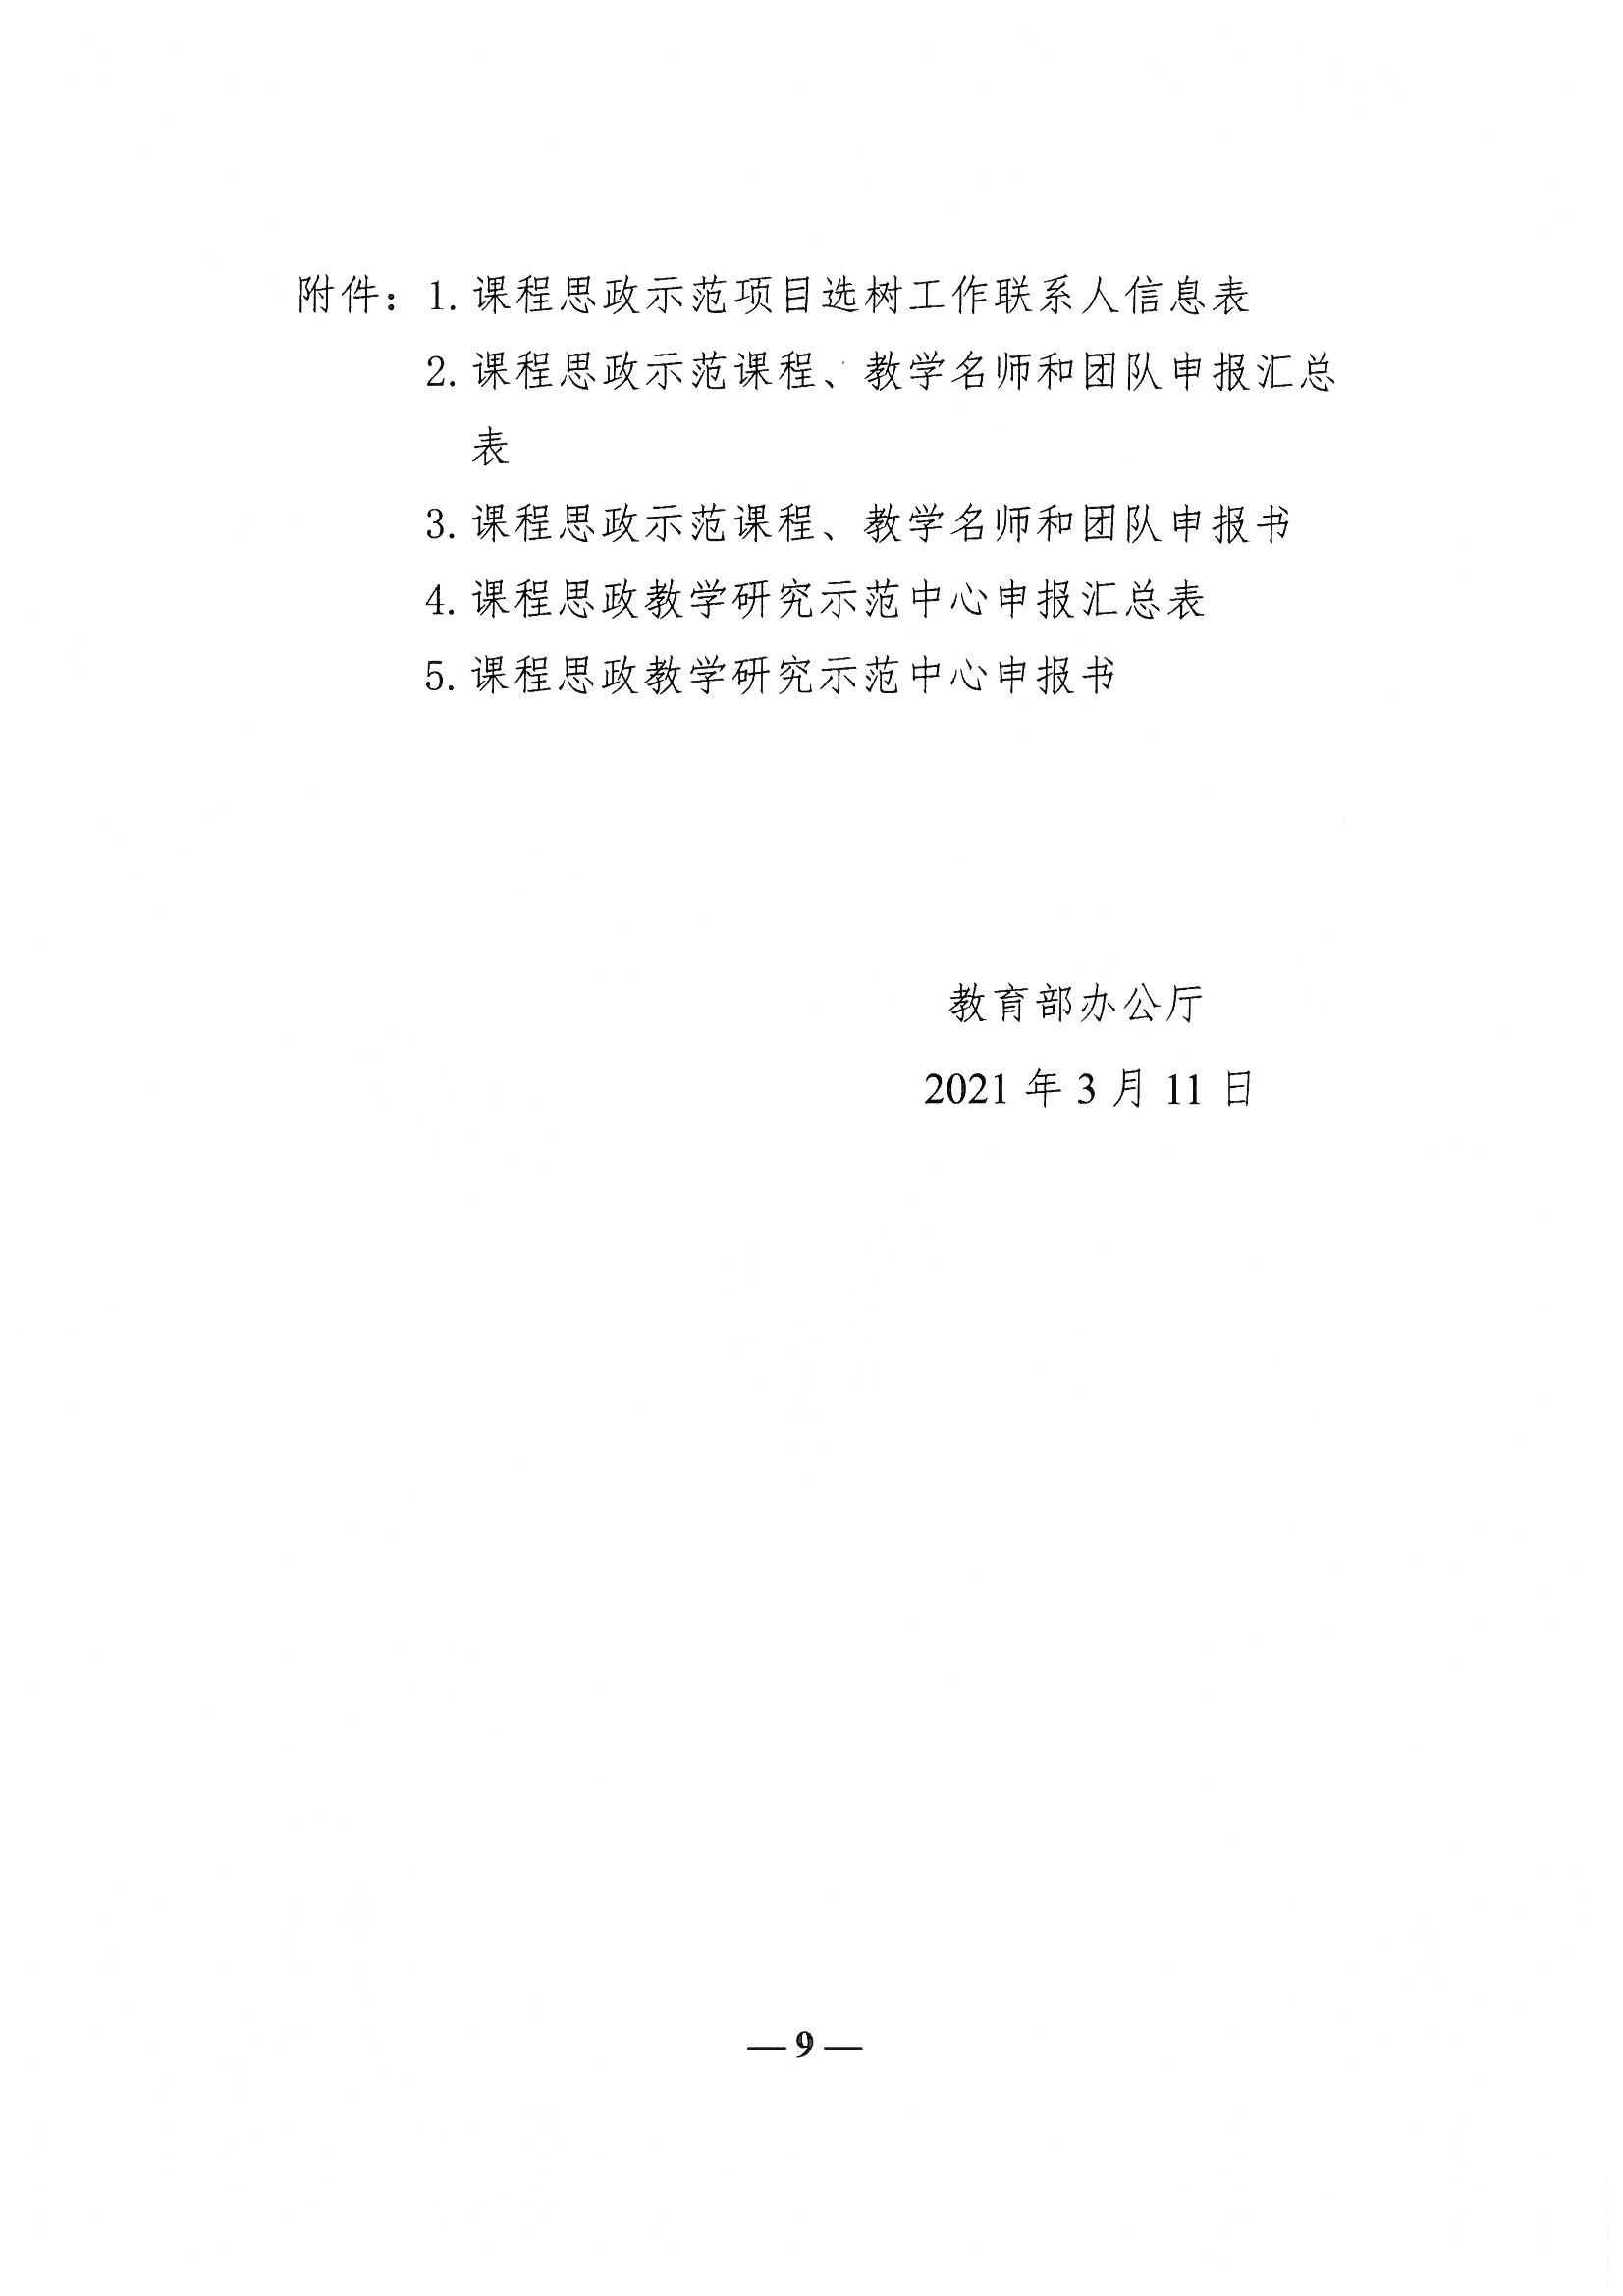 附件：1. 课程思政示范项目选树工作联系人信息表
2. 课程思政示范课程、教学名师和团队申报汇总
表
3. 课程思政示范课程、教学名师和团队申报书
4. 课程思政教学研究示范中心申报汇总表
5. 课程思政教学研究示范中心申报书
教育部办公厅
2021 年 3 月 11 日
— 9 —